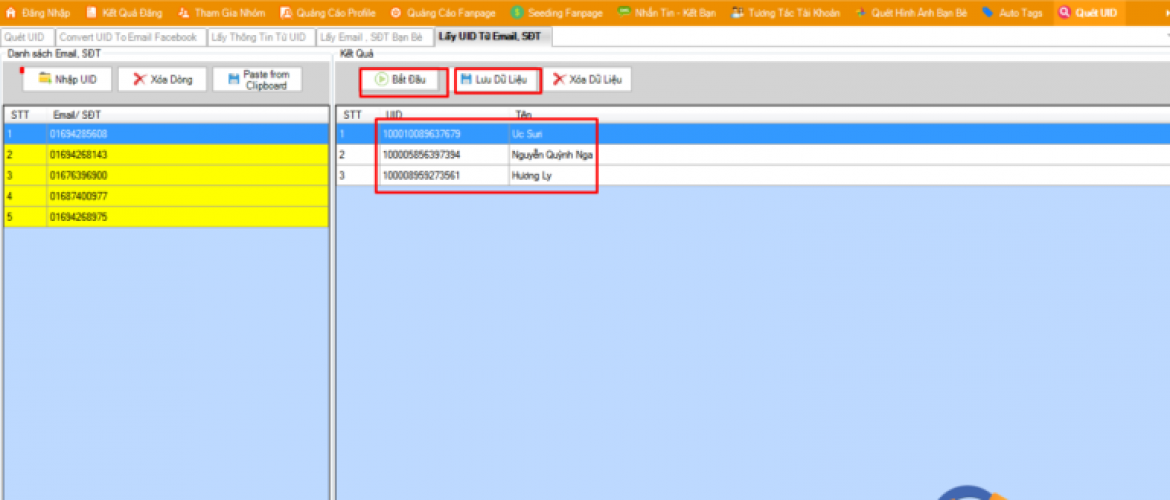 Đăng Nhập Kết Quả Đăng Tham Gia Nhóm Quảng Cáo Profile Quảng Cáo Fanpage Seeding Fanpage Nhắn Tin - Kết Bạn Tương Tác Tài Khoản Quét Hình Ảnh Bạn Bè Auto Tags Quét UID
Quét UID Convert UID To Email Facebook Lấy Thông Tin Từ UID Lấy Email , SĐT Bạn Bè Lấy UID Từ Email, SĐT
Danh sách Email, SĐT Kết Quả
Nhập UID Xóa Dòng Paste from Clipboard Bắt Đầu Lưu Dữ Liệu Xóa Dữ Liệu
STT Email/ SĐT STT UID Tên
1 01694285608 1 100010089637679 Uc Suri
2 01694268143 2 100005856397394 Nguyễn Quỳnh Nga
3 01676396900 3 100008959273561 Hương Ly
4 01687400977
5 01694268975